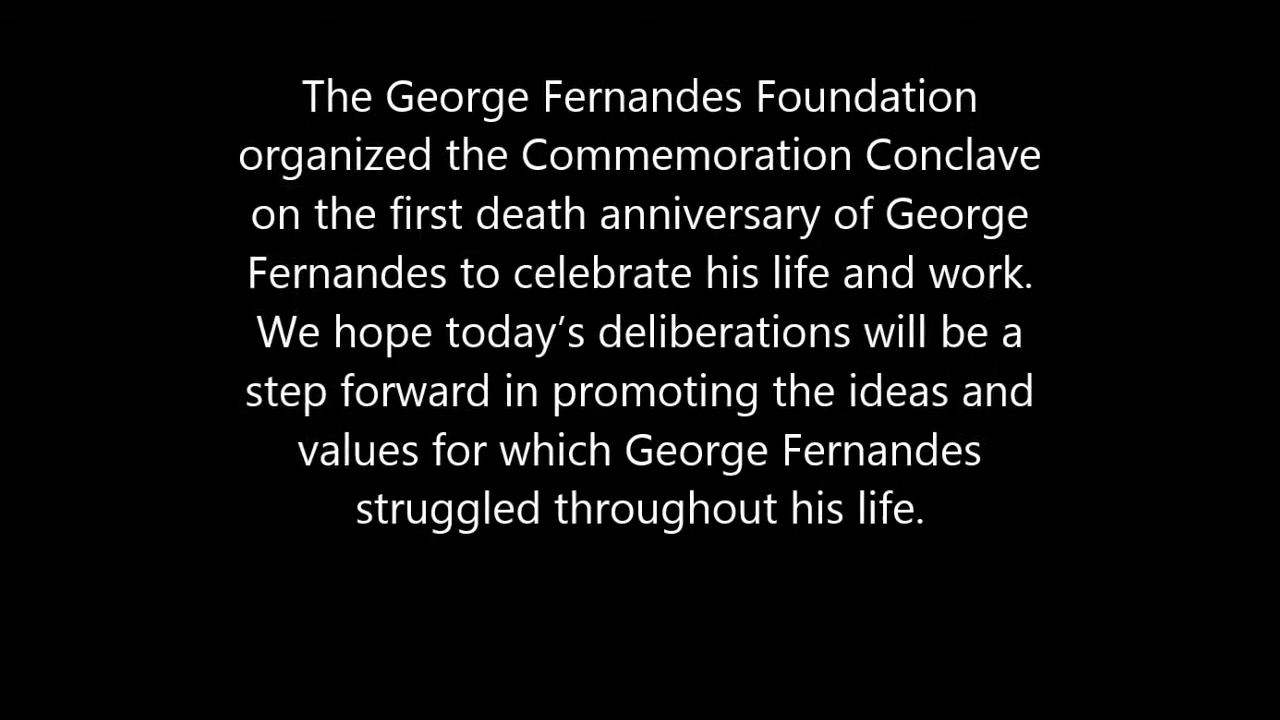 The George Fernandes Foundation
organized the Commemoration Conclave
on the first death anniversary of George
Fernandes to celebrate his life and work.
We hope today’s deliberations will be a
step forward in promoting the ideas and
values for which George Fernandes
struggled throughout his life.